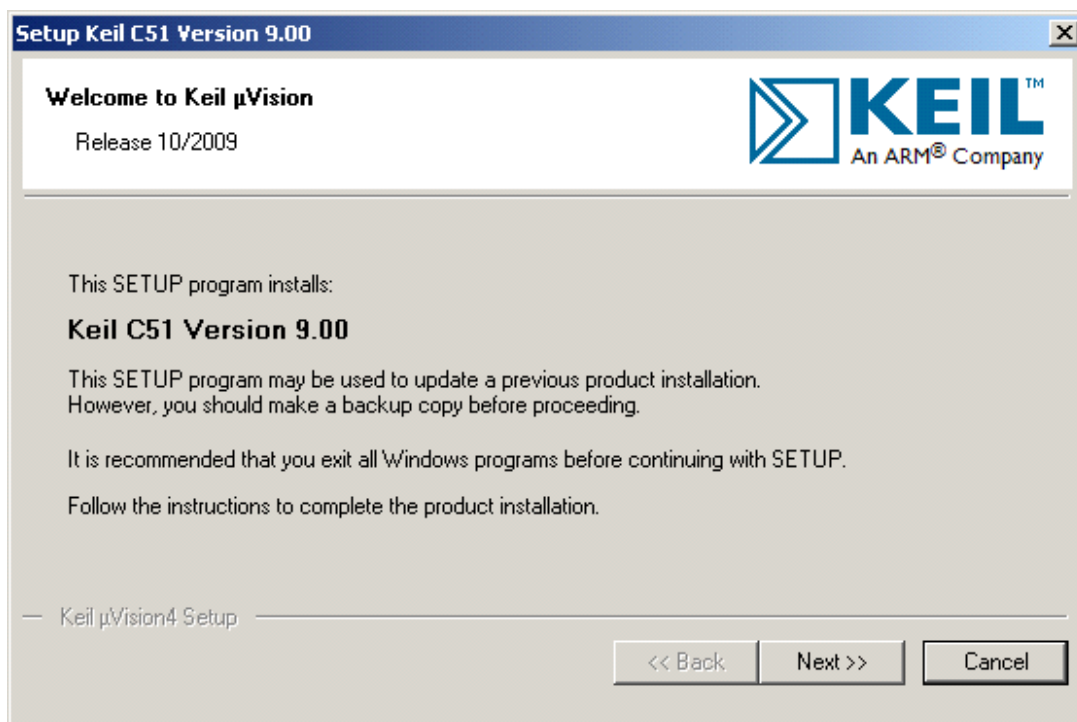 Setup Keil C51 Version 9.00
Welcome to Keil µVision
Release 10/2009
KEIL™
An ARM® Company
This SETUP program installs:
Keil C51 Version 9.00
This SETUP program may be used to update a previous product installation.
However, you should make a backup copy before proceeding.
It is recommended that you exit all Windows programs before continuing with SETUP.
Follow the instructions to complete the product installation.
Keil µVision4 Setup
<< Back
Next >>
Cancel